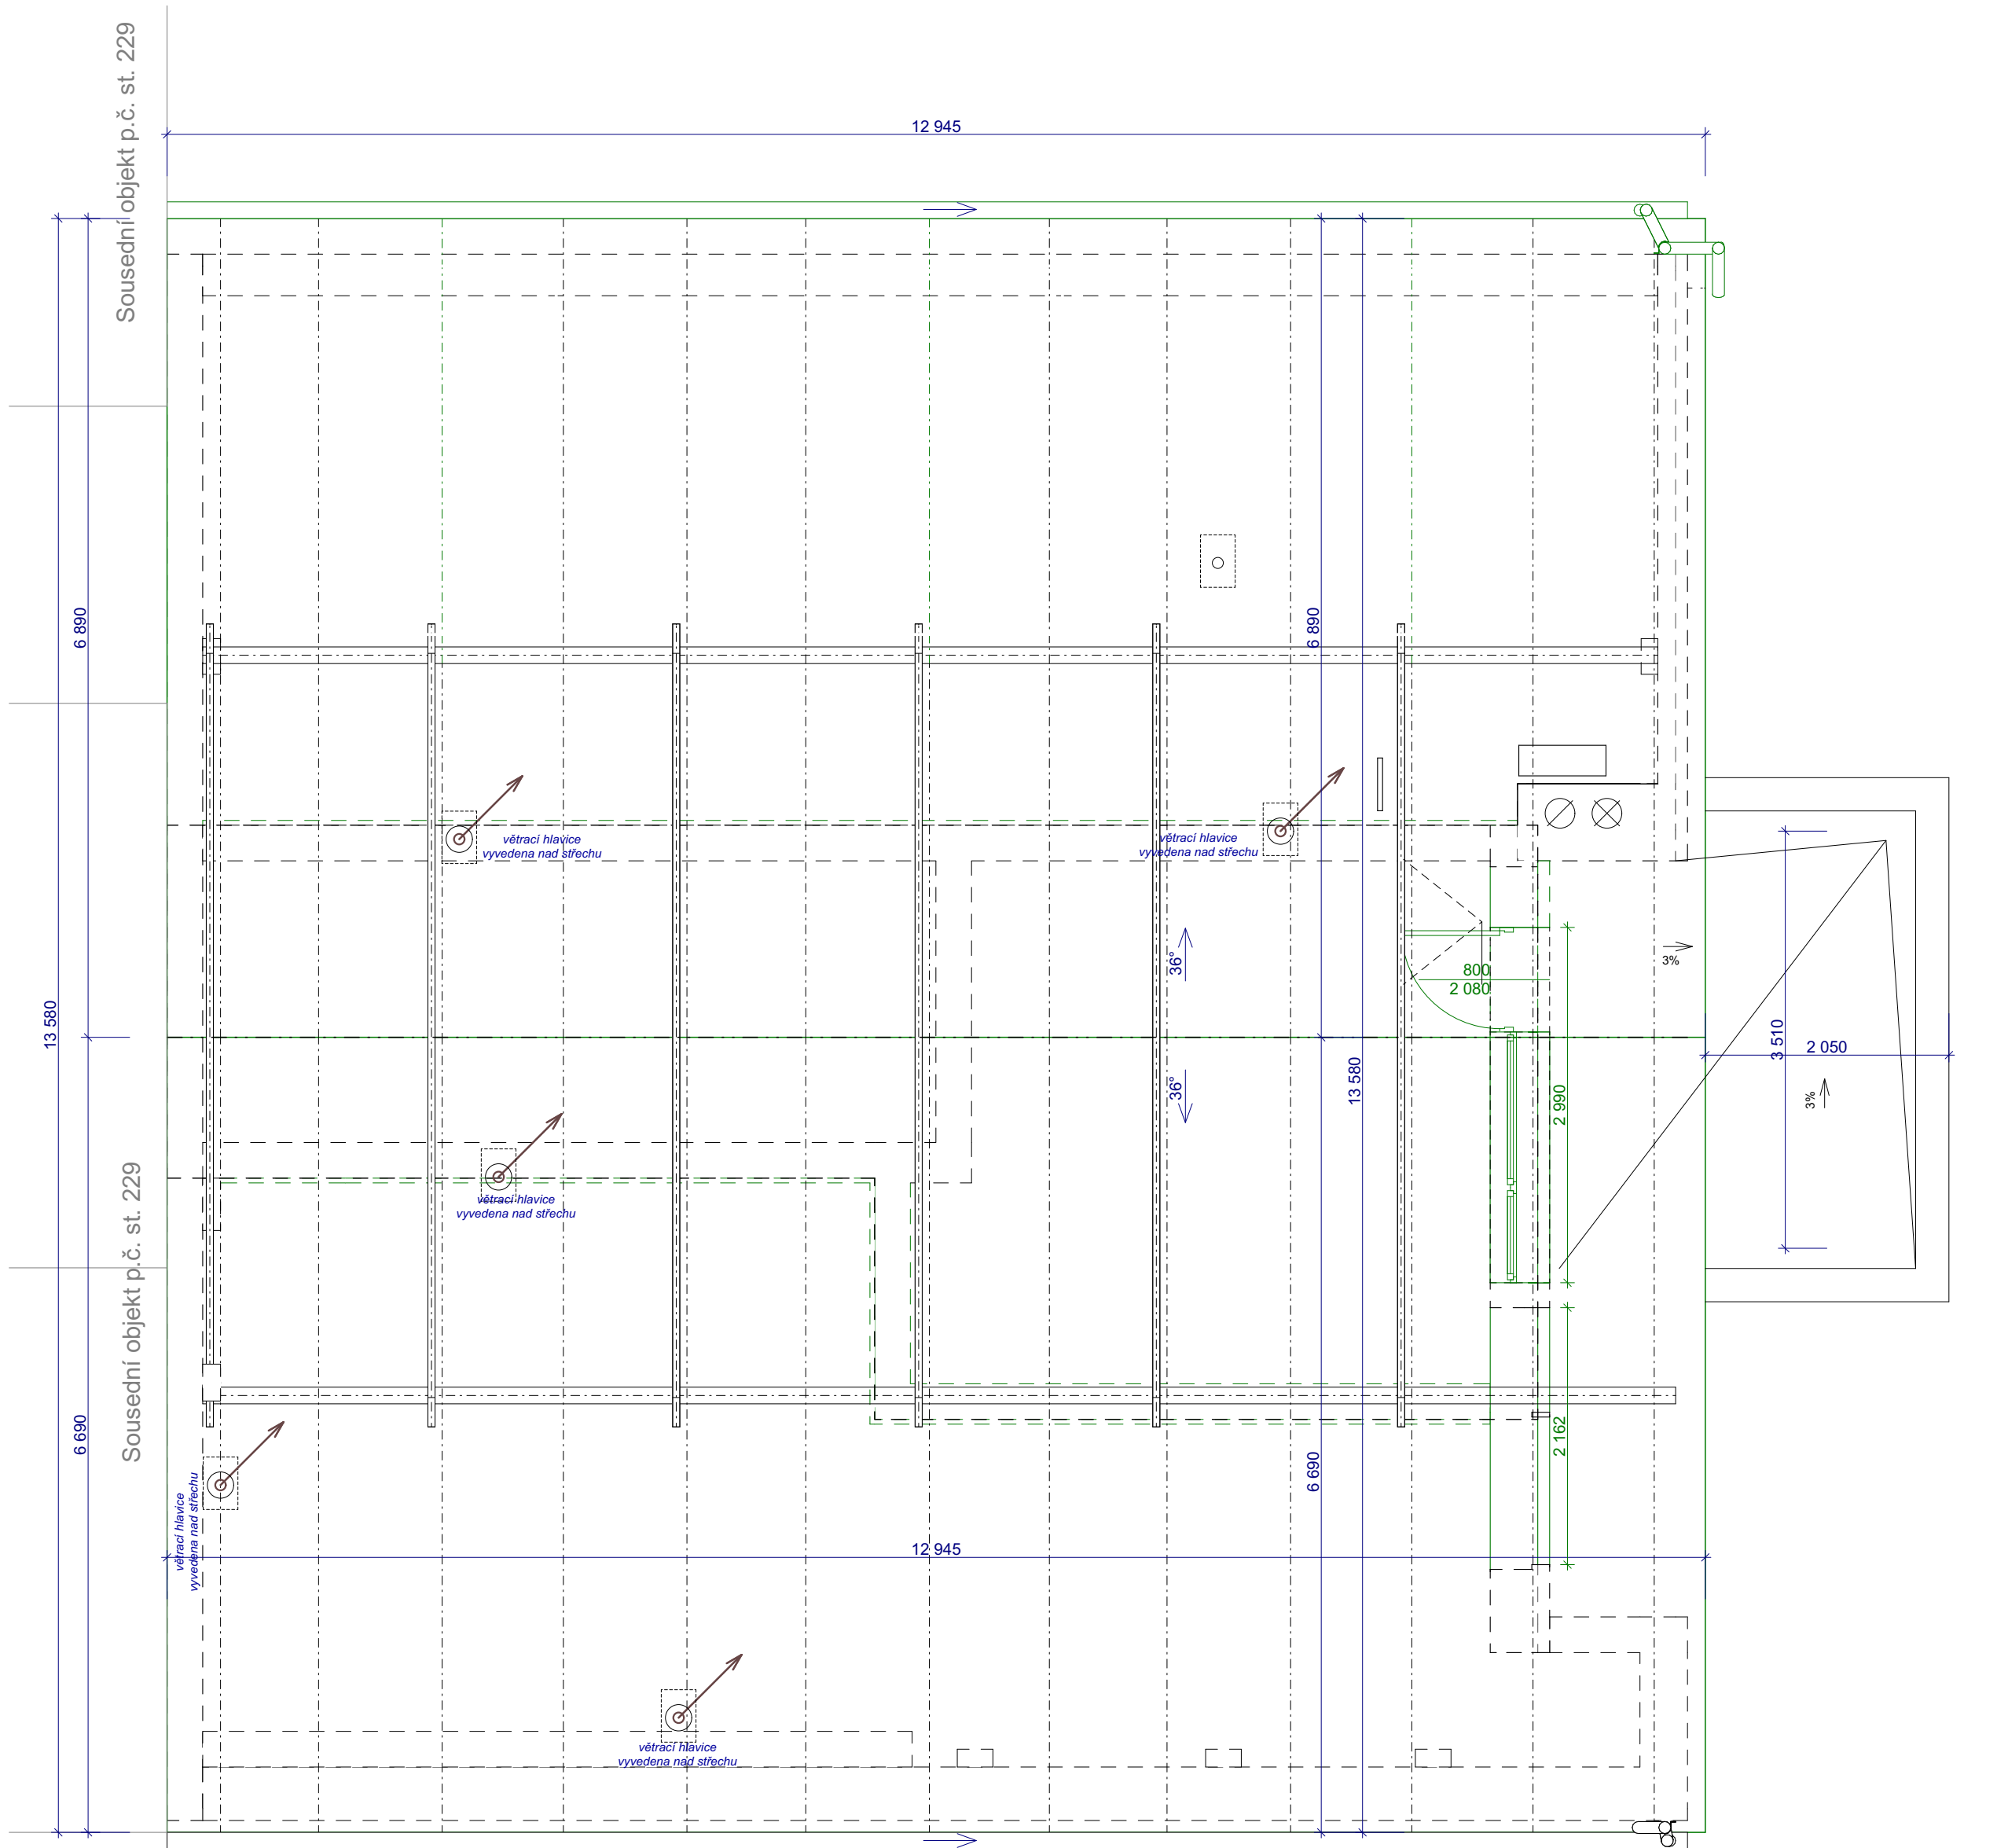 Sousední objekt p.č. st. 229
12 945
6 890
6 890
větrací hlavice
vyvedena nad střechu
větrací hlavice
vyvedena nad střechu
36°
800
2 080
3%
13 580
13 580
36°
3 510
2 050
2 990
3%
větrací hlavice
vyvedena nad střechu
Sousední objekt p.č. st. 229
6 690
6 690
2 162
větrací hlavice
vyvedena nad střechu
12 945
větrací hlavice
vyvedena nad střechu